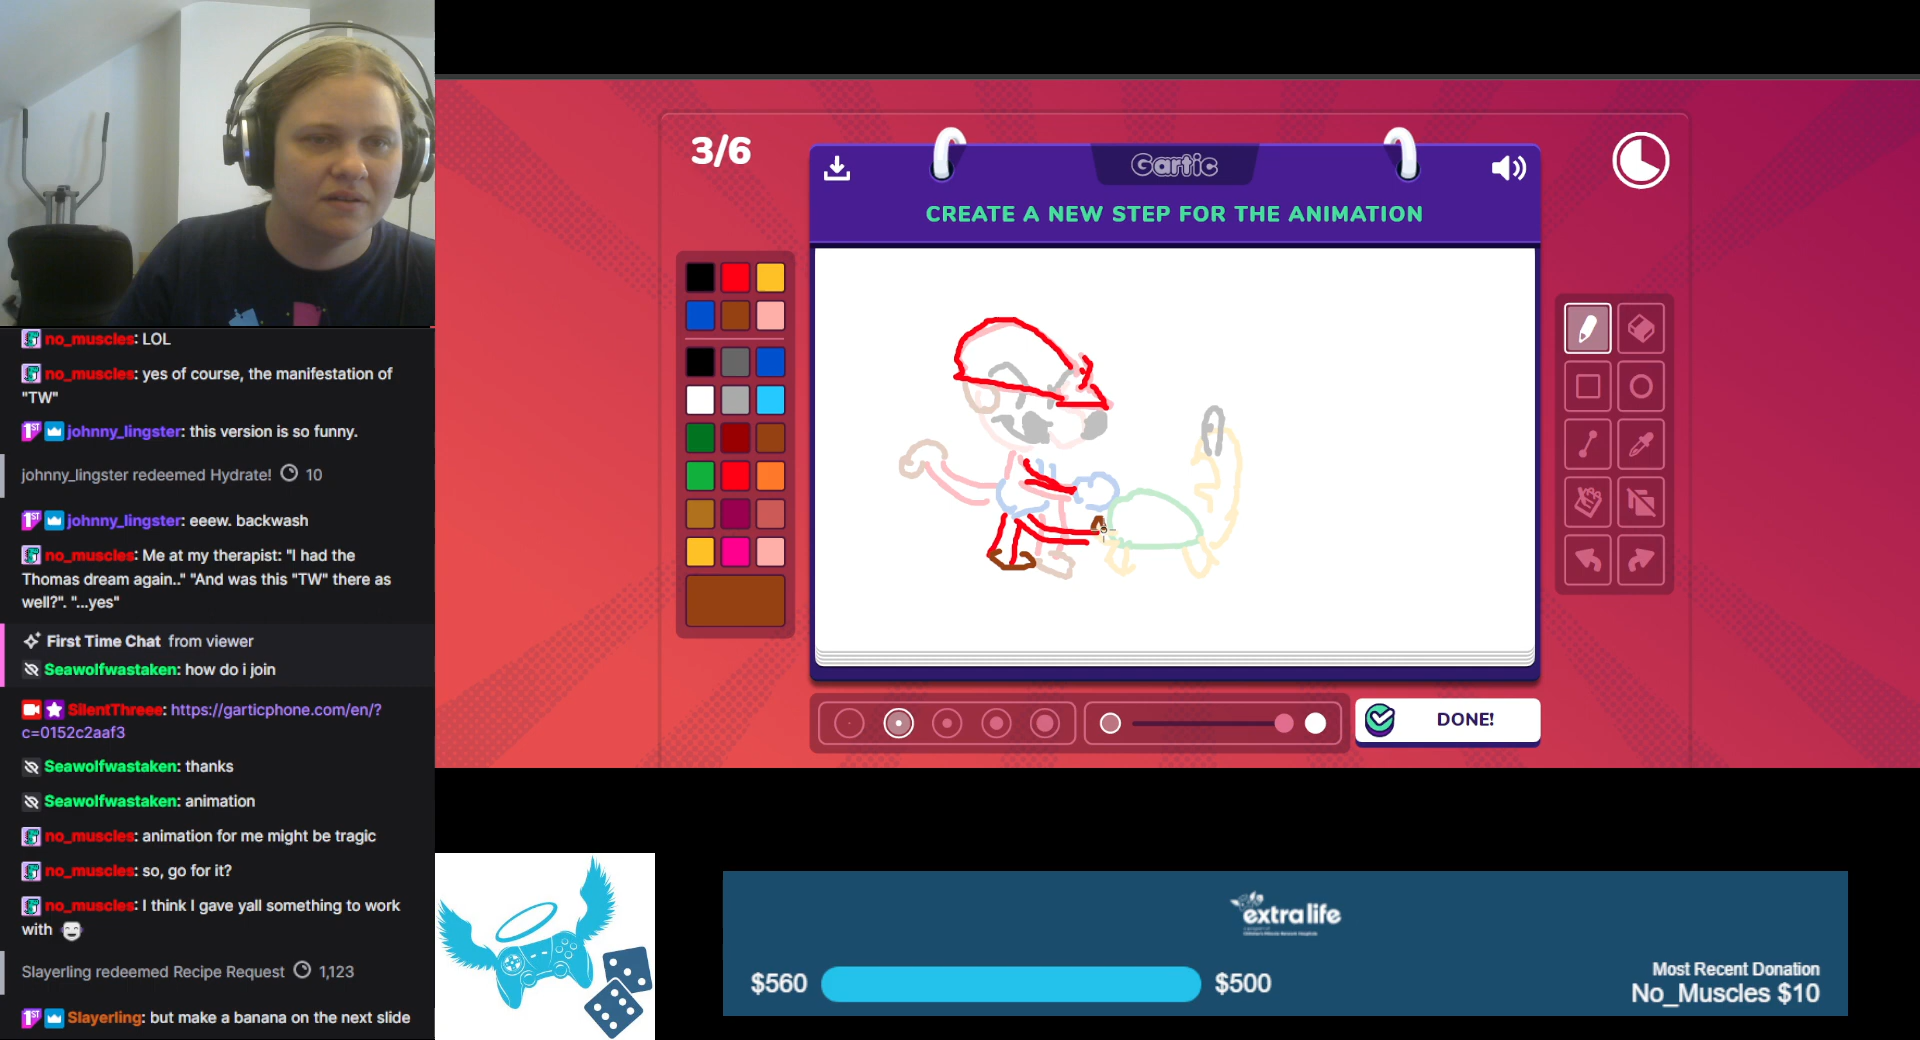 no_muscles: LOL
no_muscles: yes of course, the manifestation of
"TW"
1ST johnny_lingster: this version is so funny.
johnny_lingster redeemed Hydrate! 10
1ST johnny_lingster: eeew. backwash
no_muscles: Me at my therapist: "I had the
Thomas dream again.." "And was this "TW" there as
well?". "...yes"
First Time Chat from viewer
Seawolfwastaken: how do i join
SilentThreee: https://garticphone.com/en/?
c=0152c2aaf3
Seawolfwastaken: thanks
Seawolfwastaken: animation
no_muscles: animation for me might be tragic
no_muscles: so, go for it?
no_muscles: I think I gave yall something to work
with
Slayerling redeemed Recipe Request 1,123
1ST Slayerling: but make a banana on the next slide
3/6
Gartic
CREATE A NEW STEP FOR THE ANIMATION
DONE!
extralife
$560
$500
Most Recent Donation
No_Muscles $10